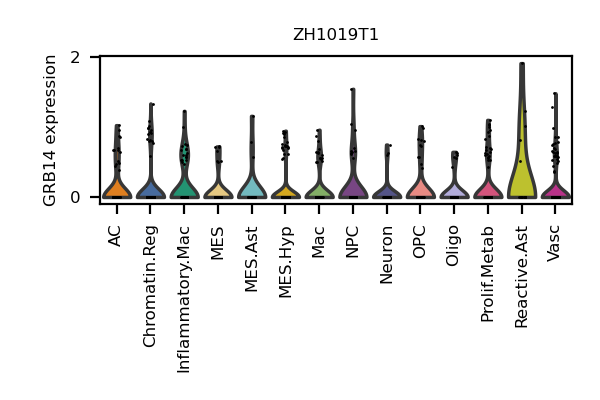 ZH1019T1
GRB14 expression
2
0
AC
Chromatin.Reg
Inflammatory.Mac
MES
MES.Ast
MES.Hyp
Mac
NPC
Neuron
OPC
Oligo
Prolif.Metab
Reactive.Ast
Vasc